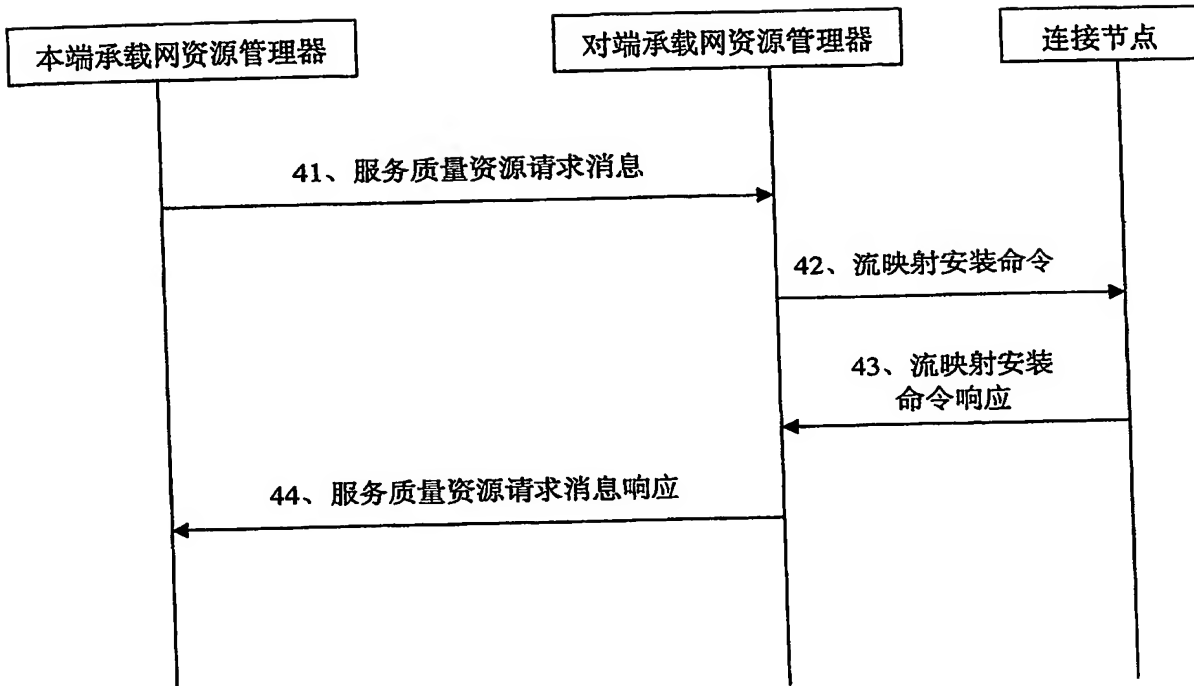 本端承载网资源管理器
对端承载网资源管理器
连接节点
41、服务质量资源请求消息
42、流映射安装命令
43、流映射安装
命令响应
44、服务质量资源请求消息响应